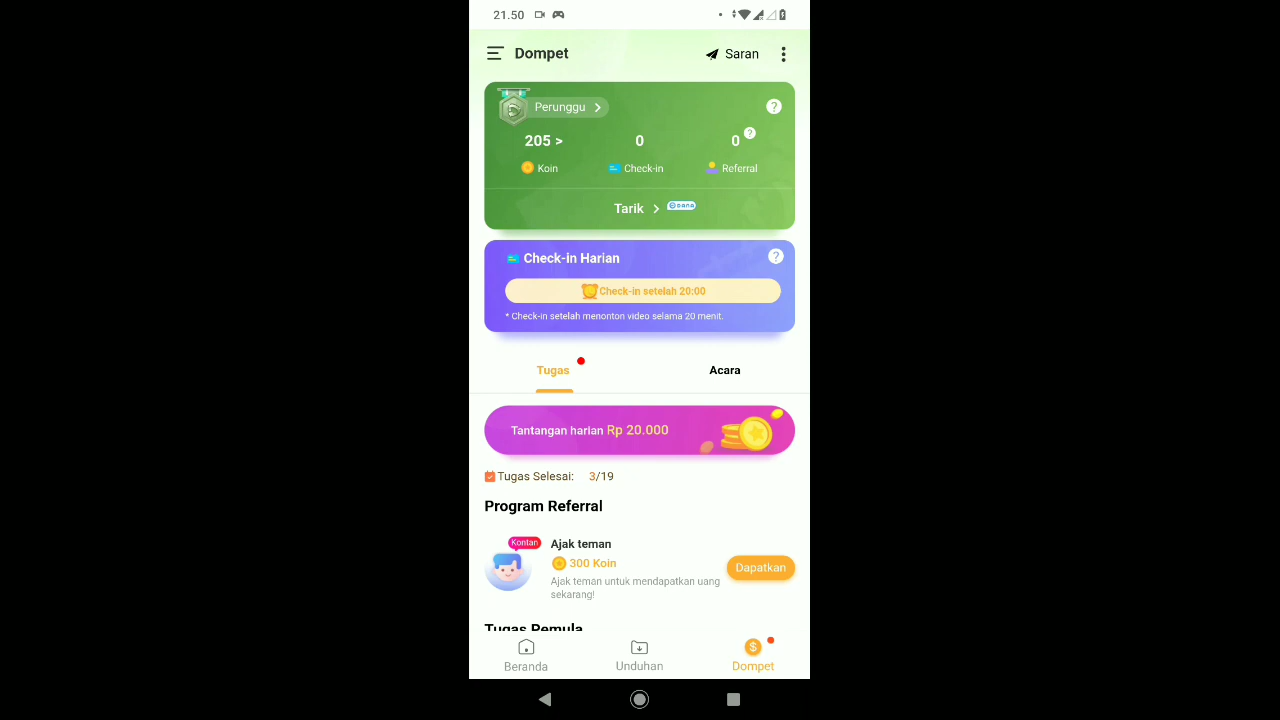 21.50
Dompet
Saran
Perunggu
?
205 >
0
0
?
Koin
Check-in
Referral
Tarik
DANA
Check-in Harian
?
Check-in setelah 20:00
* Check-in setelah menonton video selama 20 menit.
Tugas
Acara
Tantangan harian Rp 20.000
Tugas Selesai: 3/19
Program Referral
Kontan
Ajak teman
300 Koin
Ajak teman untuk mendapatkan uang
sekarang!
Dapatkan
Tugas Pemula
Beranda
Unduhan
$
Dompet